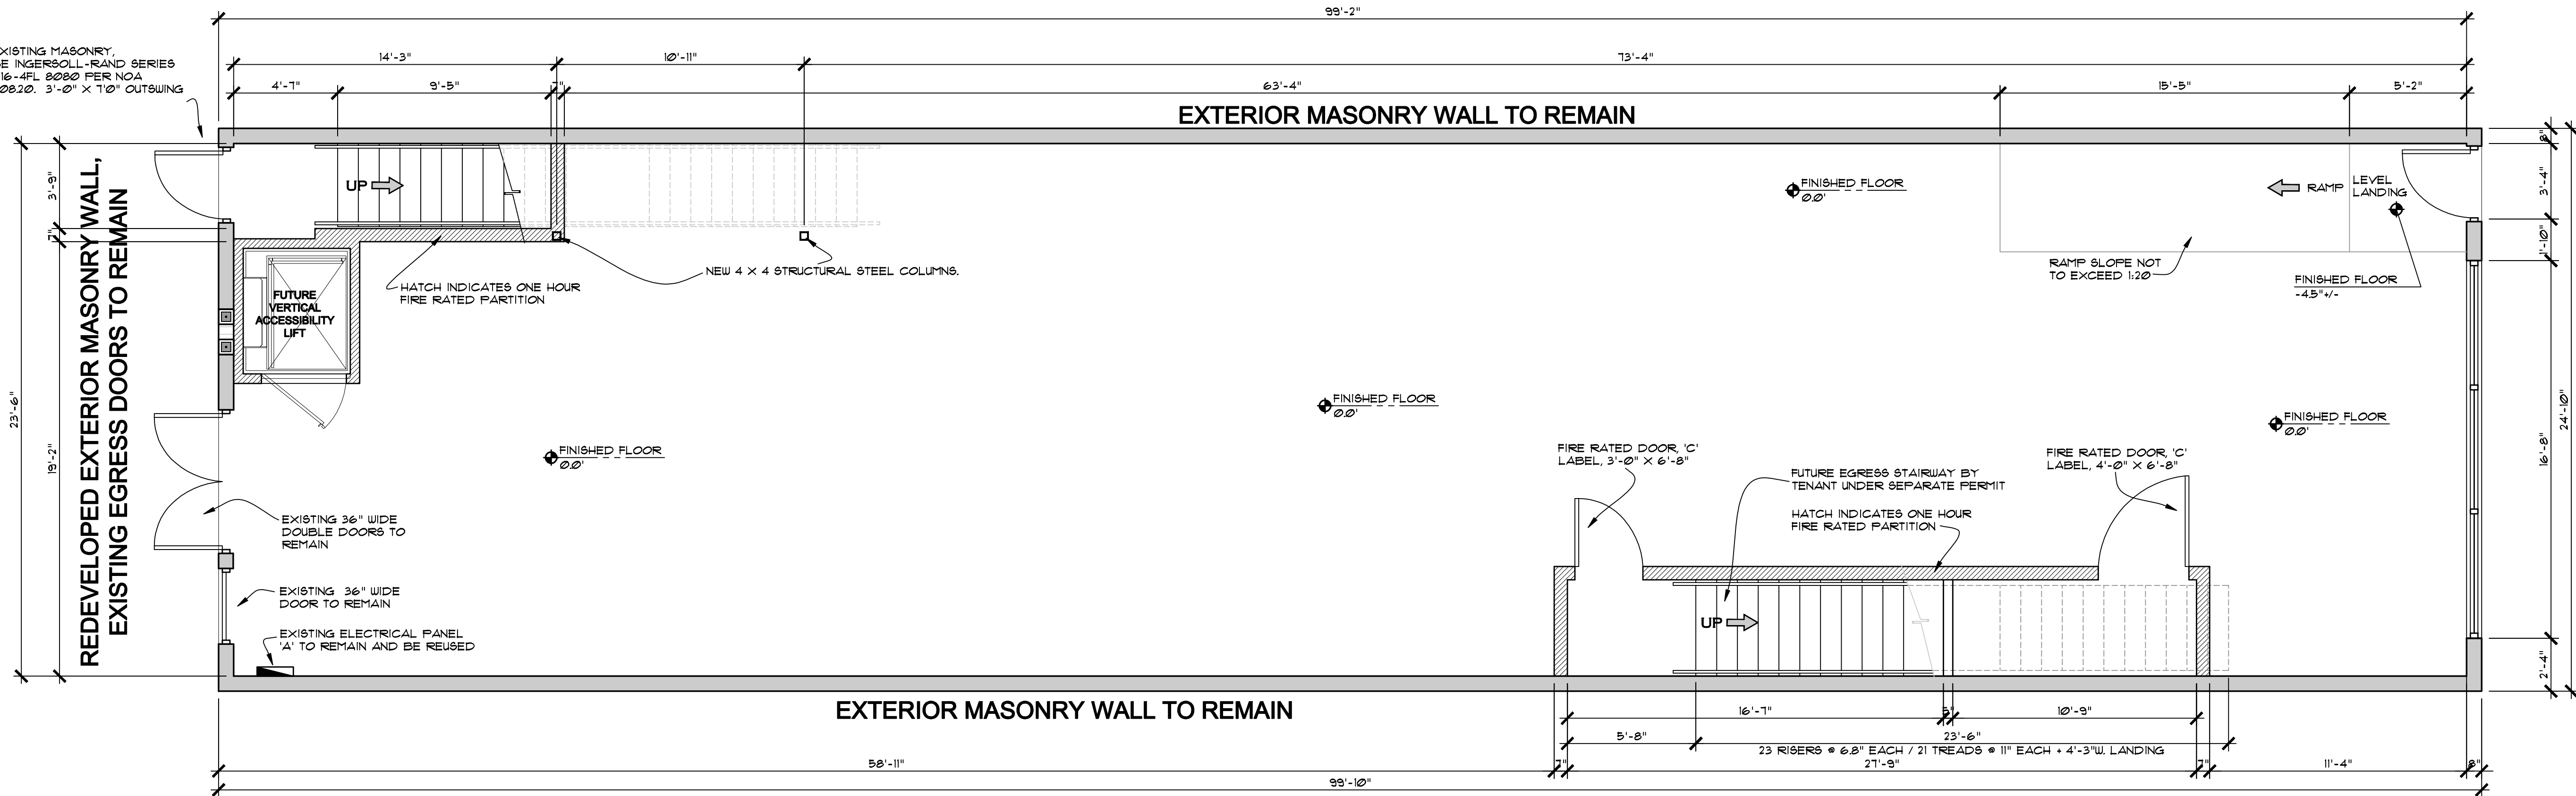 99'-2"
XISTING MASONRY,
SE INGERSOLL-RAND SERIES
16-4FL 8080 PER NOA
08.20. 3'-0" X 7'0" OUTSWING
14'-3"
10'-11"
73'-4"
4'-7"
9'-5"
7"
63'-4"
15'-5"
5'-2"
EXTERIOR MASONRY WALL TO REMAIN
REDEVELOPED EXTERIOR MASONRY WALL,
EXISTING EGRESS DOORS TO REMAIN
23'-6"
3'-9"
7"
19'-2"
UP
FINISHED FLOOR
0.0'
RAMP
LEVEL
LANDING
8"
3'-4"
1'-10"
24'-10"
16'-8"
2'-4"
NEW 4 X 4 STRUCTURAL STEEL COLUMNS.
HATCH INDICATES ONE HOUR
FIRE RATED PARTITION
RAMP SLOPE NOT
TO EXCEED 1:20
FINISHED FLOOR
-4.5"+/-
FUTURE
VERTICAL
ACCESSIBILITY
LIFT
FINISHED FLOOR
0.0'
FINISHED FLOOR
0.0'
FINISHED FLOOR
0.0'
FIRE RATED DOOR, 'C'
LABEL, 3'-0" X 6'-8"
FIRE RATED DOOR, 'C'
LABEL, 4'-0" X 6'-8"
FUTURE EGRESS STAIRWAY BY
TENANT UNDER SEPARATE PERMIT
HATCH INDICATES ONE HOUR
FIRE RATED PARTITION
EXISTING 36" WIDE
DOUBLE DOORS TO
REMAIN
EXISTING 36" WIDE
DOOR TO REMAIN
EXISTING ELECTRICAL PANEL
'A' TO REMAIN AND BE REUSED
UP
EXTERIOR MASONRY WALL TO REMAIN
16'-7"
5"
10'-9"
5'-8"
23'-6"
23 RISERS @ 6.8" EACH / 21 TREADS @ 11" EACH + 4'-3"W. LANDING
58'-11"
7"
27'-9"
7"
11'-4"
8"
99'-10"